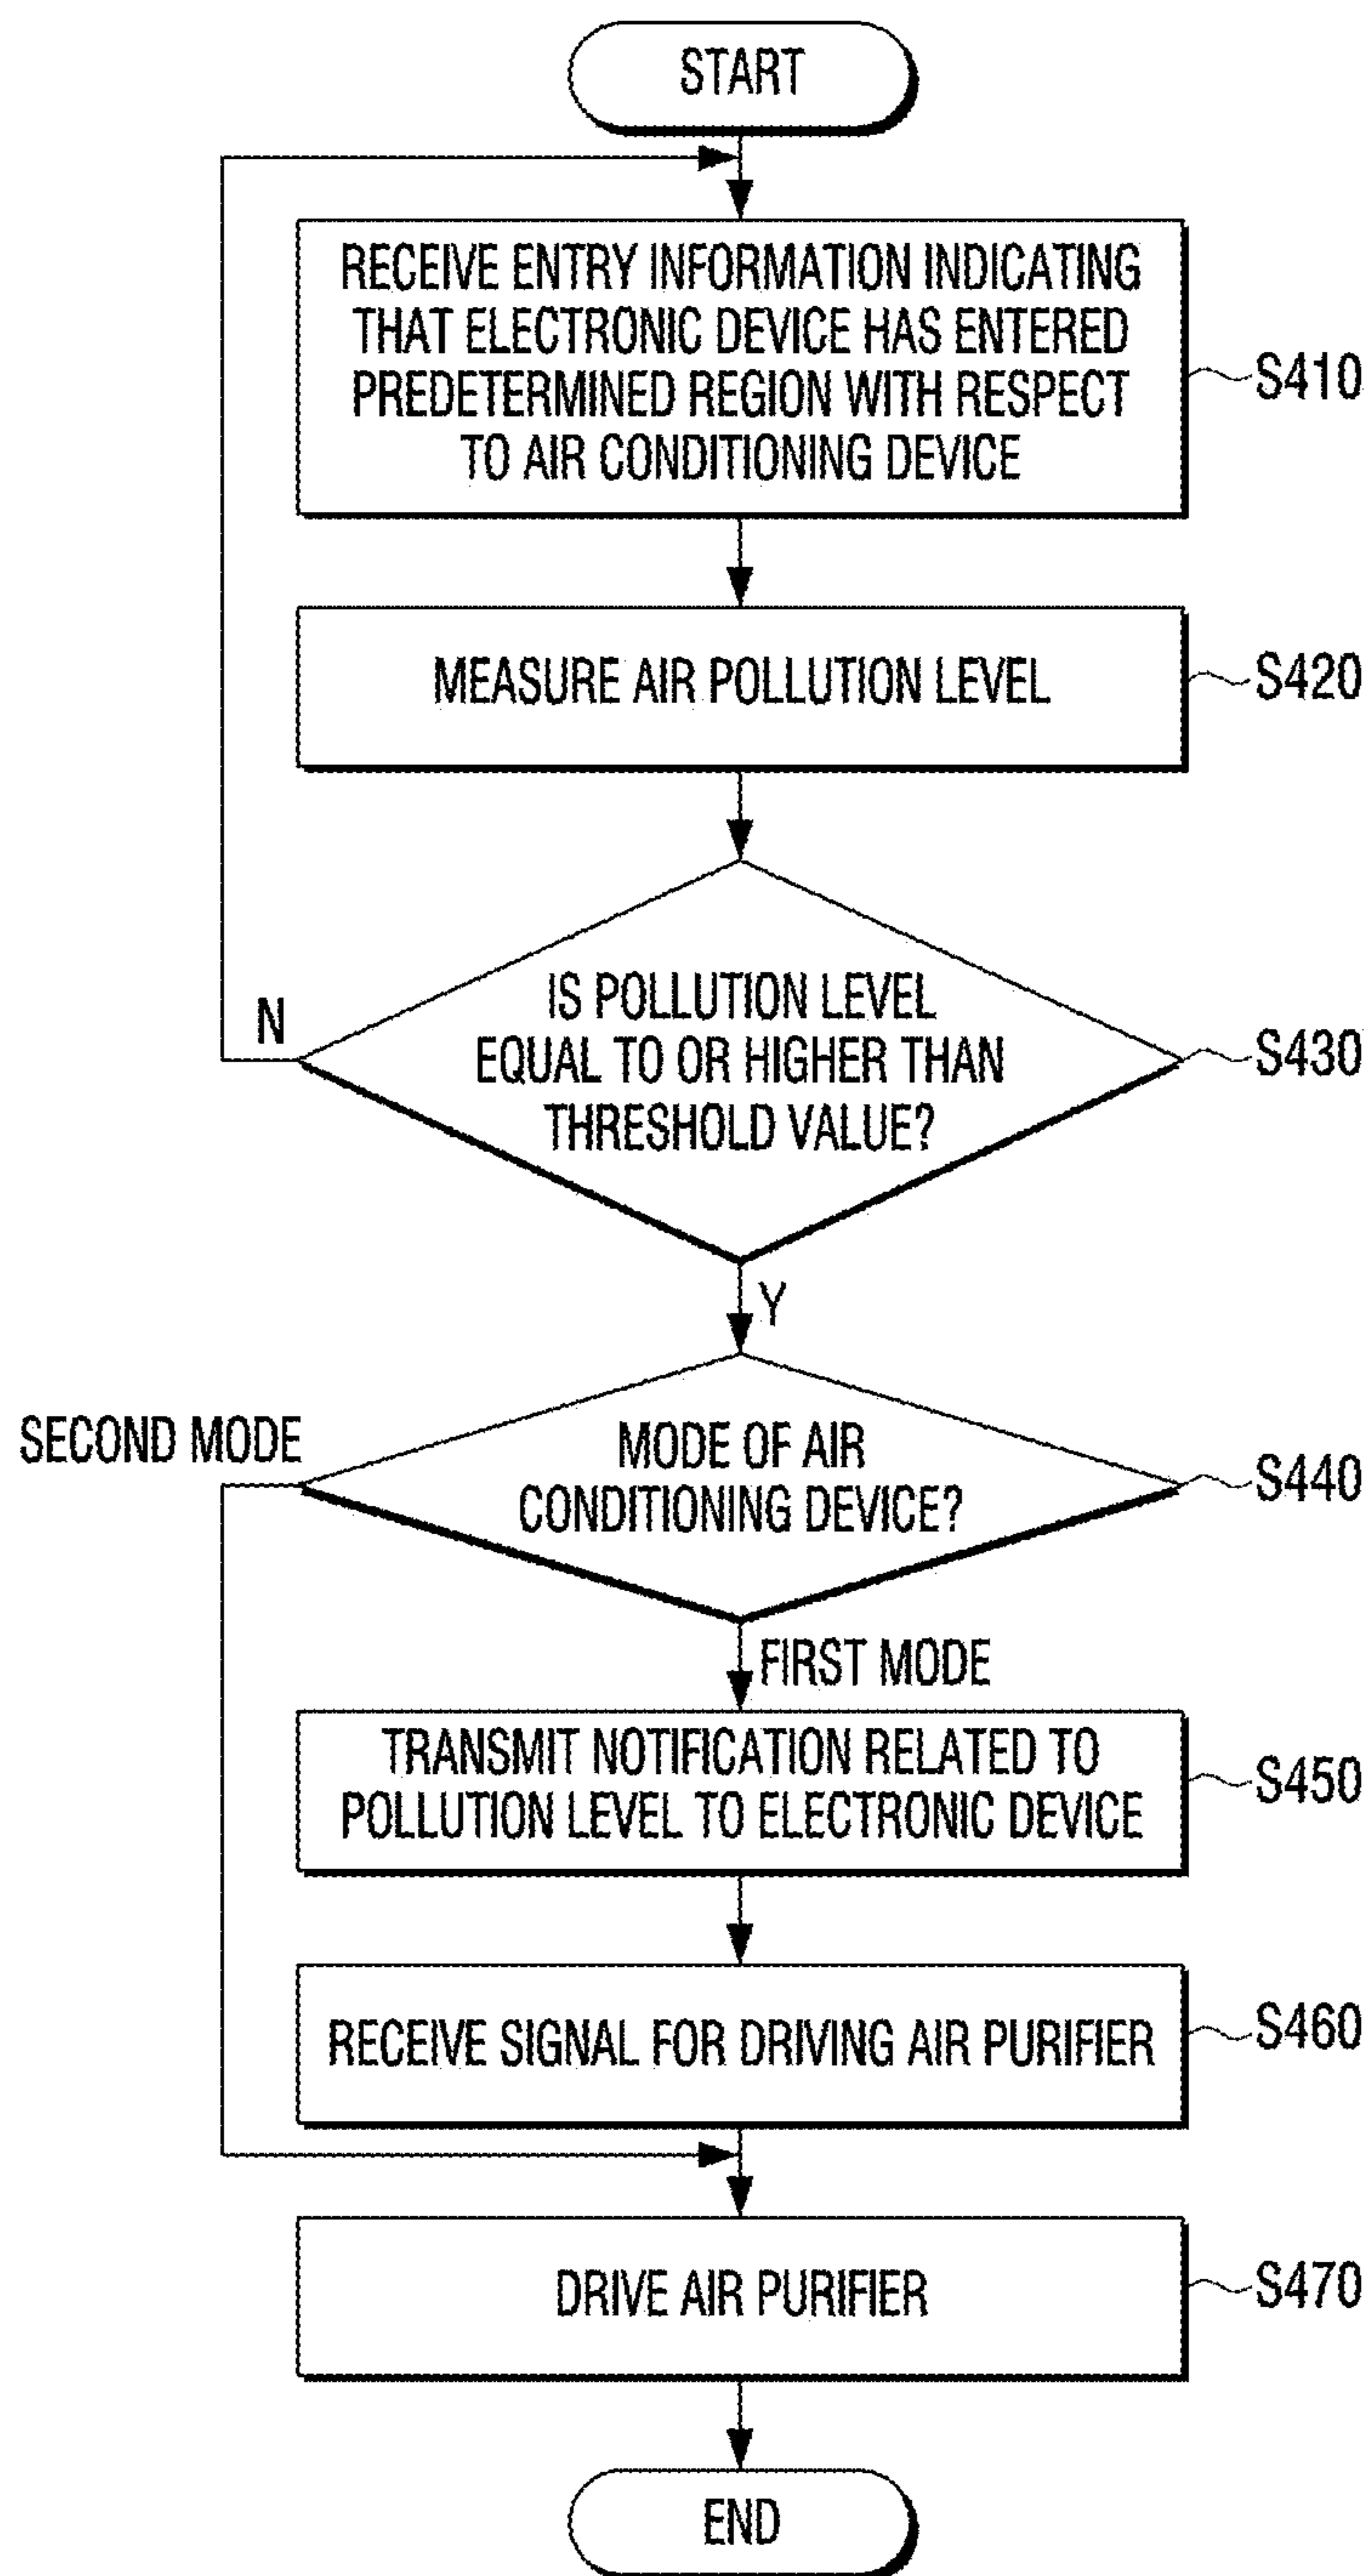 START
RECEIVE ENTRY INFORMATION INDICATING
THAT ELECTRONIC DEVICE HAS ENTERED
PREDETERMINED REGION WITH RESPECT
TO AIR CONDITIONING DEVICE
S410
MEASURE AIR POLLUTION LEVEL
S420
IS POLLUTION LEVEL
EQUAL TO OR HIGHER THAN
THRESHOLD VALUE?
N
S430
Y
SECOND MODE
MODE OF AIR
CONDITIONING DEVICE?
S440
FIRST MODE
TRANSMIT NOTIFICATION RELATED TO
POLLUTION LEVEL TO ELECTRONIC DEVICE
S450
RECEIVE SIGNAL FOR DRIVING AIR PURIFIER
S460
DRIVE AIR PURIFIER
S470
END